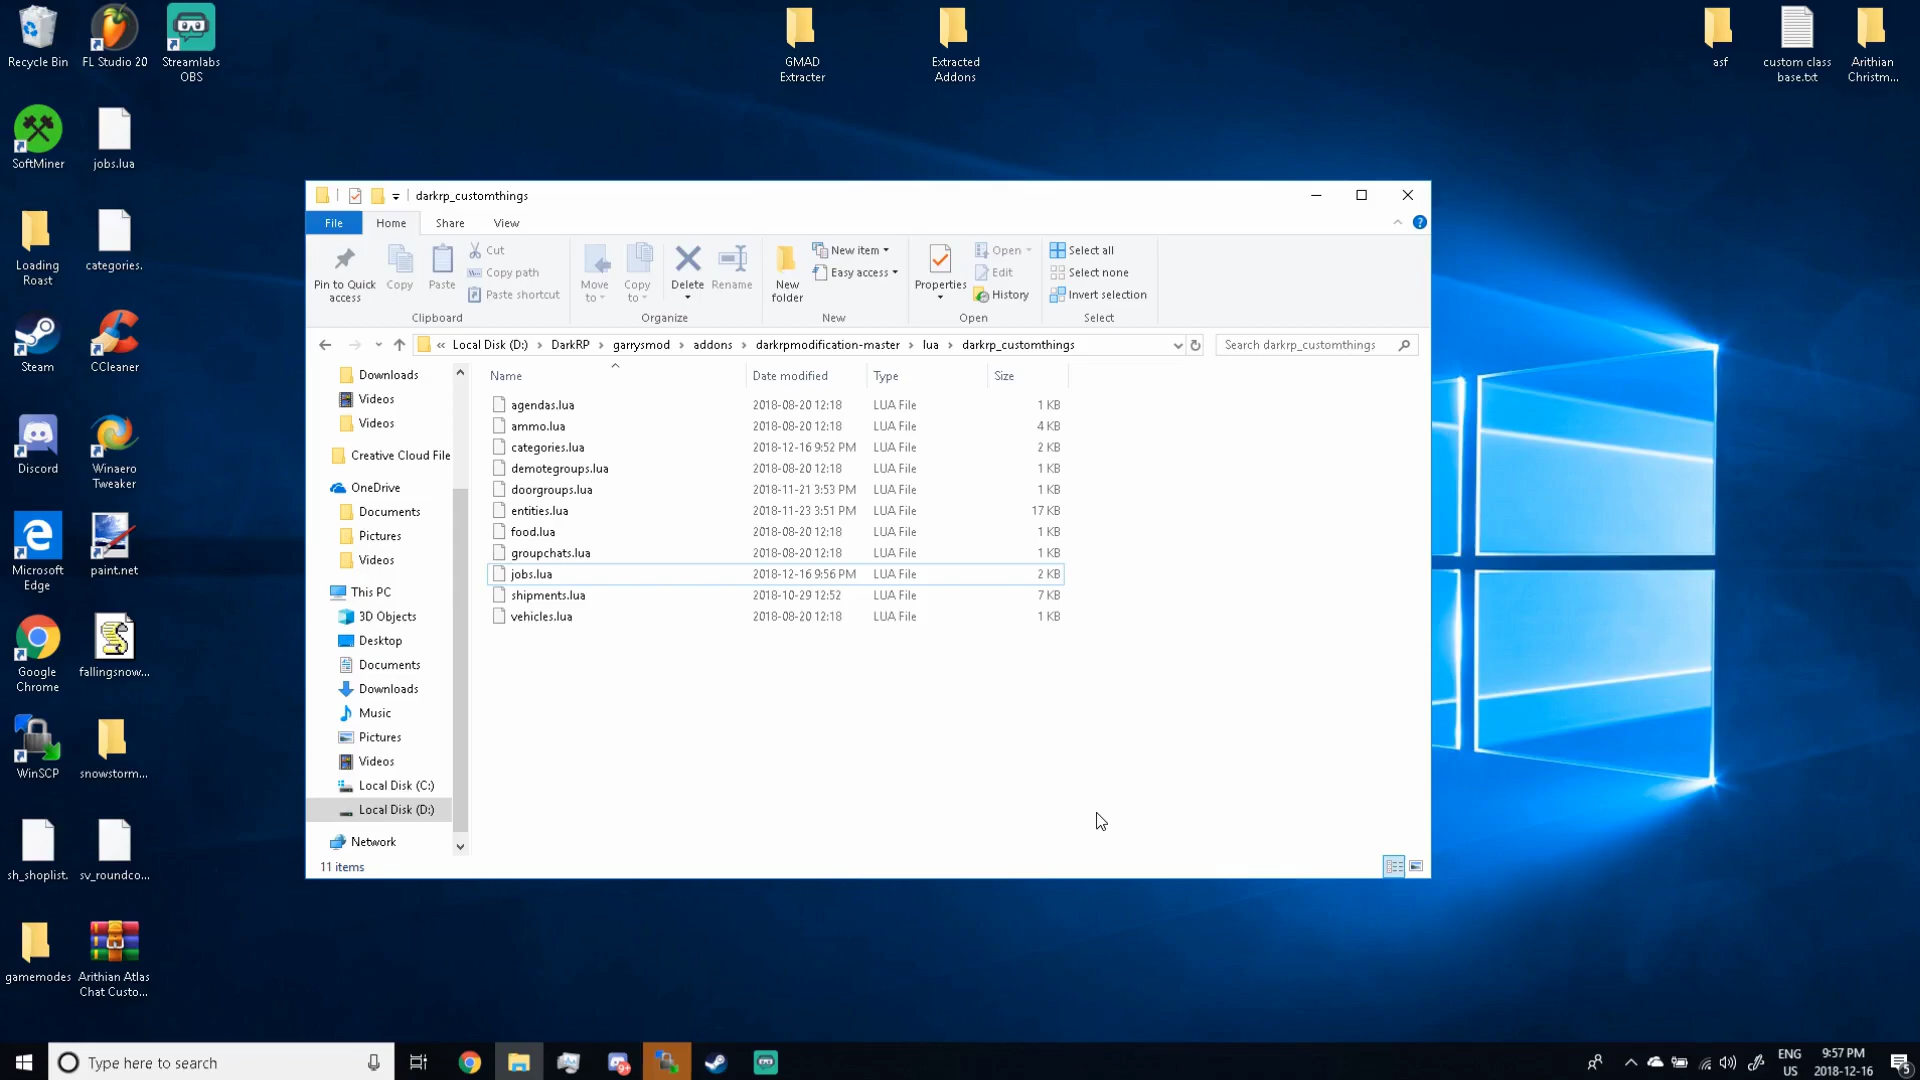 Recycle Bin
FL Studio 20
Streamlabs
OBS
GMAD
Extracter
Extracted
Addons
asf
custom class
base.txt
Arithian
Christm...
SoftMiner
jobs.lua
Loading
Roast
categories.
Steam
CCleaner
Discord
Winaero
Tweaker
Microsoft
Edge
paint.net
Google
Chrome
fallingsnow...
WinSCP
snowstorm...
sh_shoplist.
sv_roundco...
gamemodes
Arithian Atlas
Chat Custo...
darkrp_customthings
File
Home
Share
View
Pin to Quick
access
Copy
Paste
Cut
Copy path
Paste shortcut
Clipboard
Move
to
Copy
to
Delete
Rename
Organize
New
folder
New item
Easy access
New
Properties
Open
Edit
History
Open
Select all
Select none
Invert selection
Select
« Local Disk (D:) › DarkRP › garrysmod › addons › darkrpmodification-master › lua › darkrp_customthings
Search darkrp_customthings
Downloads
Videos
Videos
Creative Cloud File
OneDrive
Documents
Pictures
Videos
This PC
3D Objects
Desktop
Documents
Downloads
Music
Pictures
Videos
Local Disk (C:)
Local Disk (D:)
Network
Name Date modified Type Size
agendas.lua 2018-08-20 12:18 LUA File 1 KB
ammo.lua 2018-08-20 12:18 LUA File 4 KB
categories.lua 2018-12-16 9:52 PM LUA File 2 KB
demotegroups.lua 2018-08-20 12:18 LUA File 1 KB
doorgroups.lua 2018-11-21 3:53 PM LUA File 1 KB
entities.lua 2018-11-23 3:51 PM LUA File 17 KB
food.lua 2018-08-20 12:18 LUA File 1 KB
groupchats.lua 2018-08-20 12:18 LUA File 1 KB
jobs.lua 2018-12-16 9:56 PM LUA File 2 KB
shipments.lua 2018-10-29 12:52 LUA File 7 KB
vehicles.lua 2018-08-20 12:18 LUA File 1 KB
11 items
Type here to search
9+
ENG
US
9:57 PM
2018-12-16
5